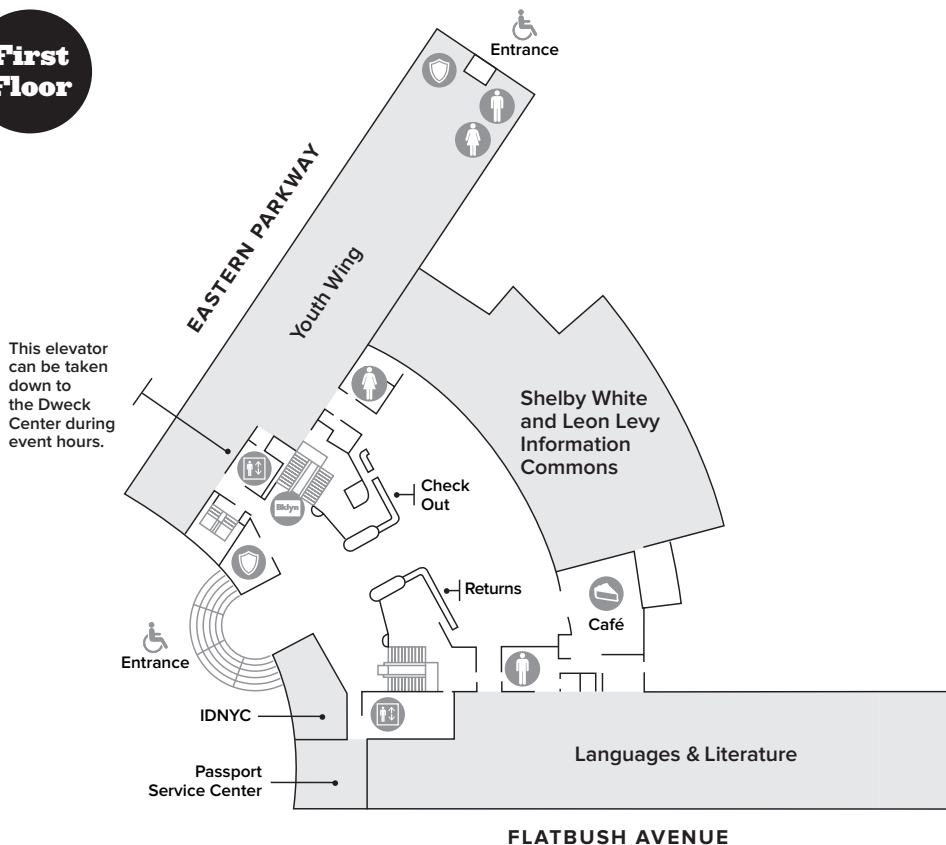 First
Floor
Entrance
EASTERN PARKWAY
Youth Wing
This elevator
can be taken
down to
the Dweck
Center during
event hours.
Shelby White
and Leon Levy
Information
Commons
Bklyn
Check
Out
Returns
Café
Entrance
IDNYC
Passport
Service Center
Languages & Literature
FLATBUSH AVENUE